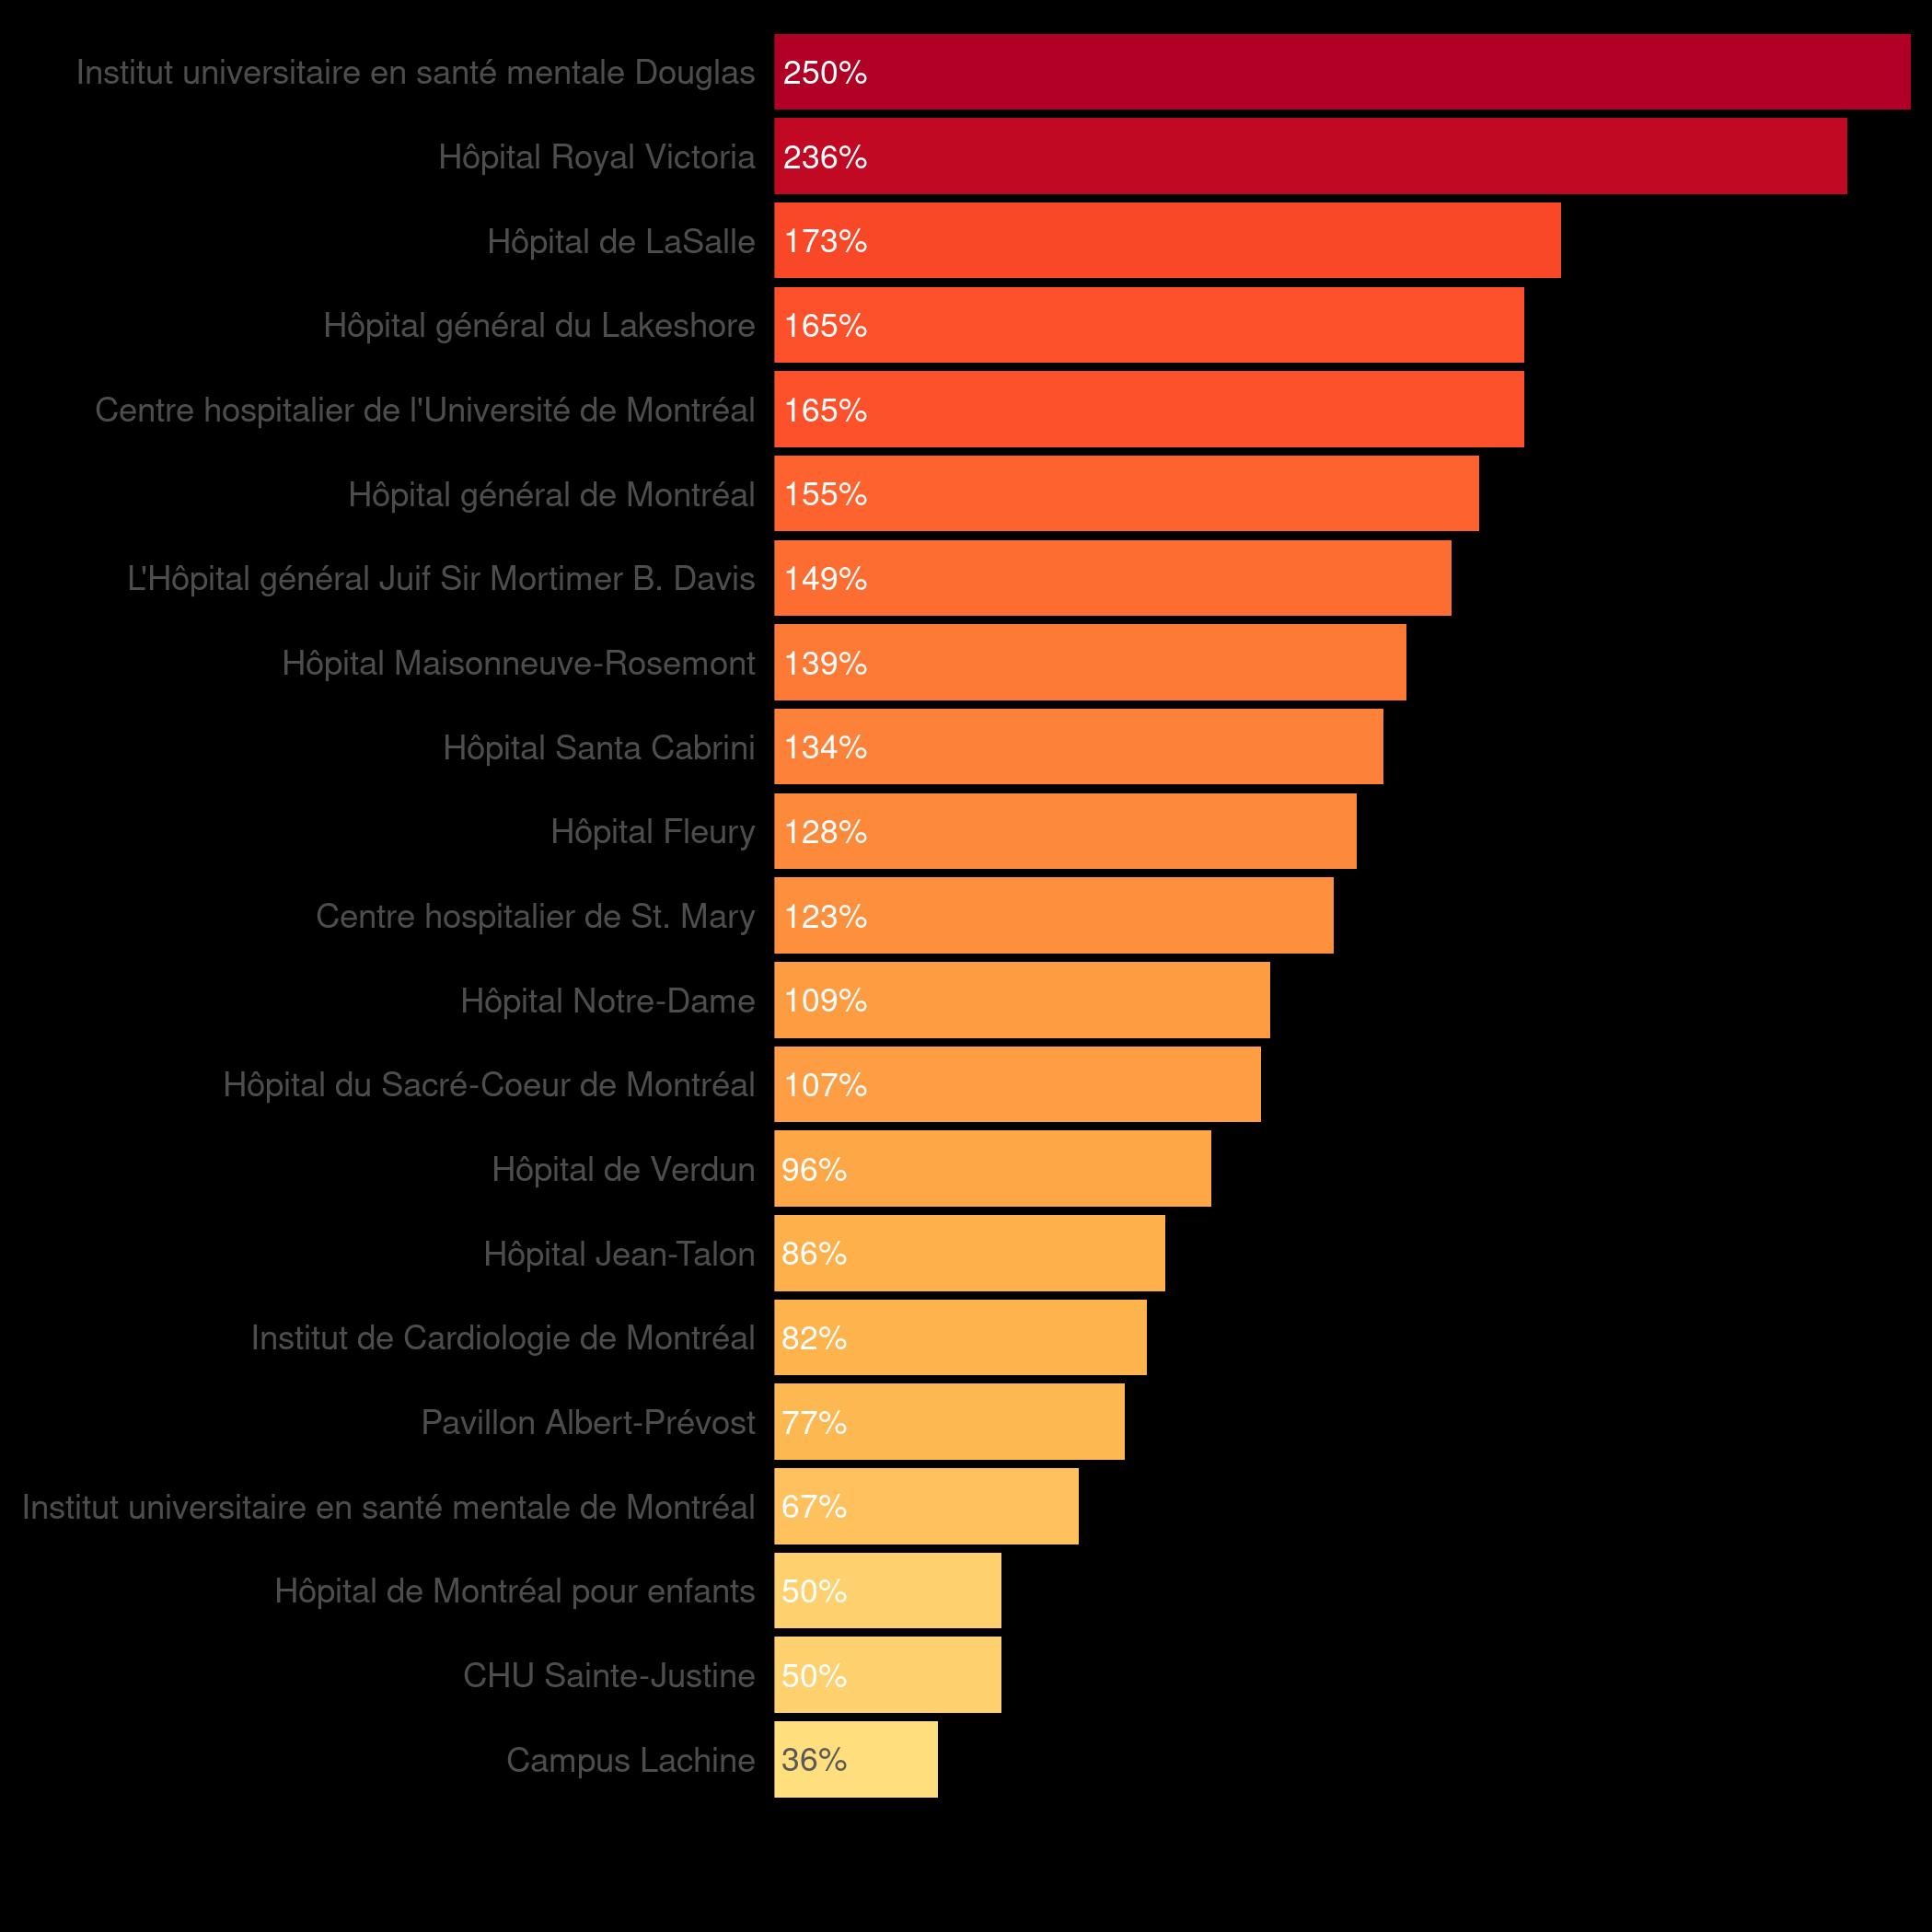 Institut universitaire en santé mentale Douglas 250%
Hôpital Royal Victoria 236%
Hôpital de LaSalle 173%
Hôpital général du Lakeshore 165%
Centre hospitalier de l'Université de Montréal 165%
Hôpital général de Montréal 155%
L'Hôpital général Juif Sir Mortimer B. Davis 149%
Hôpital Maisonneuve-Rosemont 139%
Hôpital Santa Cabrini 134%
Hôpital Fleury 128%
Centre hospitalier de St. Mary 123%
Hôpital Notre-Dame 109%
Hôpital du Sacré-Coeur de Montréal 107%
Hôpital de Verdun 96%
Hôpital Jean-Talon 86%
Institut de Cardiologie de Montréal 82%
Pavillon Albert-Prévost 77%
Institut universitaire en santé mentale de Montréal 67%
Hôpital de Montréal pour enfants 50%
CHU Sainte-Justine 50%
Campus Lachine 36%